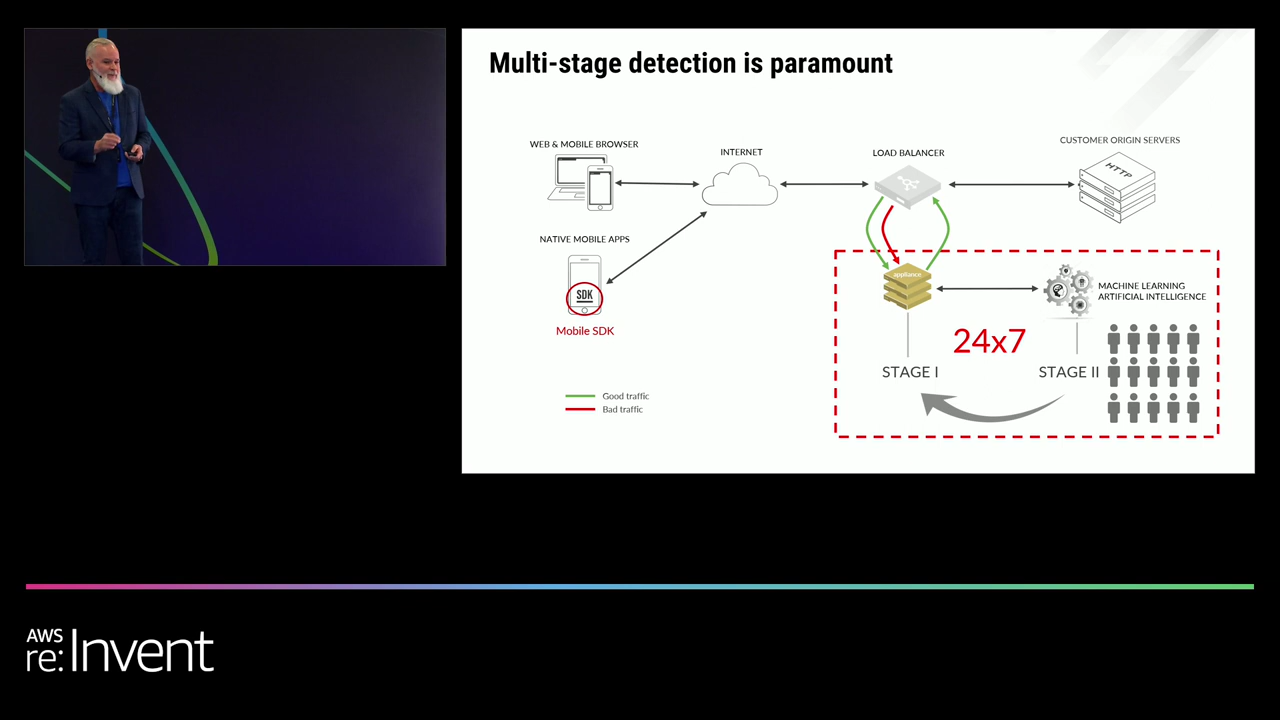 Multi-stage detection is paramount
WEB & MOBILE BROWSER
INTERNET
LOAD BALANCER
CUSTOMER ORIGIN SERVERS
HTTP
NATIVE MOBILE APPS
SDK
Mobile SDK
appliance
MACHINE LEARNING
ARTIFICIAL INTELLIGENCE
24x7
STAGE I
STAGE II
Good traffic
Bad traffic
AWS
re:Invent